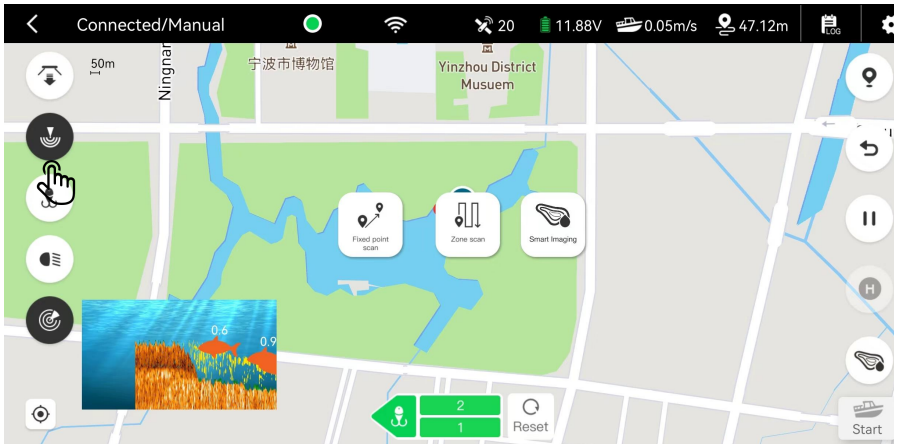 Connected/Manual
20
11.88V
0.05m/s
47.12m
LOG
50m
Ningnan
宁波市博物馆
Yinzhou District
Musuem
Fixed point
scan
Zone scan
Smart Imaging
H
0.6
0.9
2
1
Reset
Start